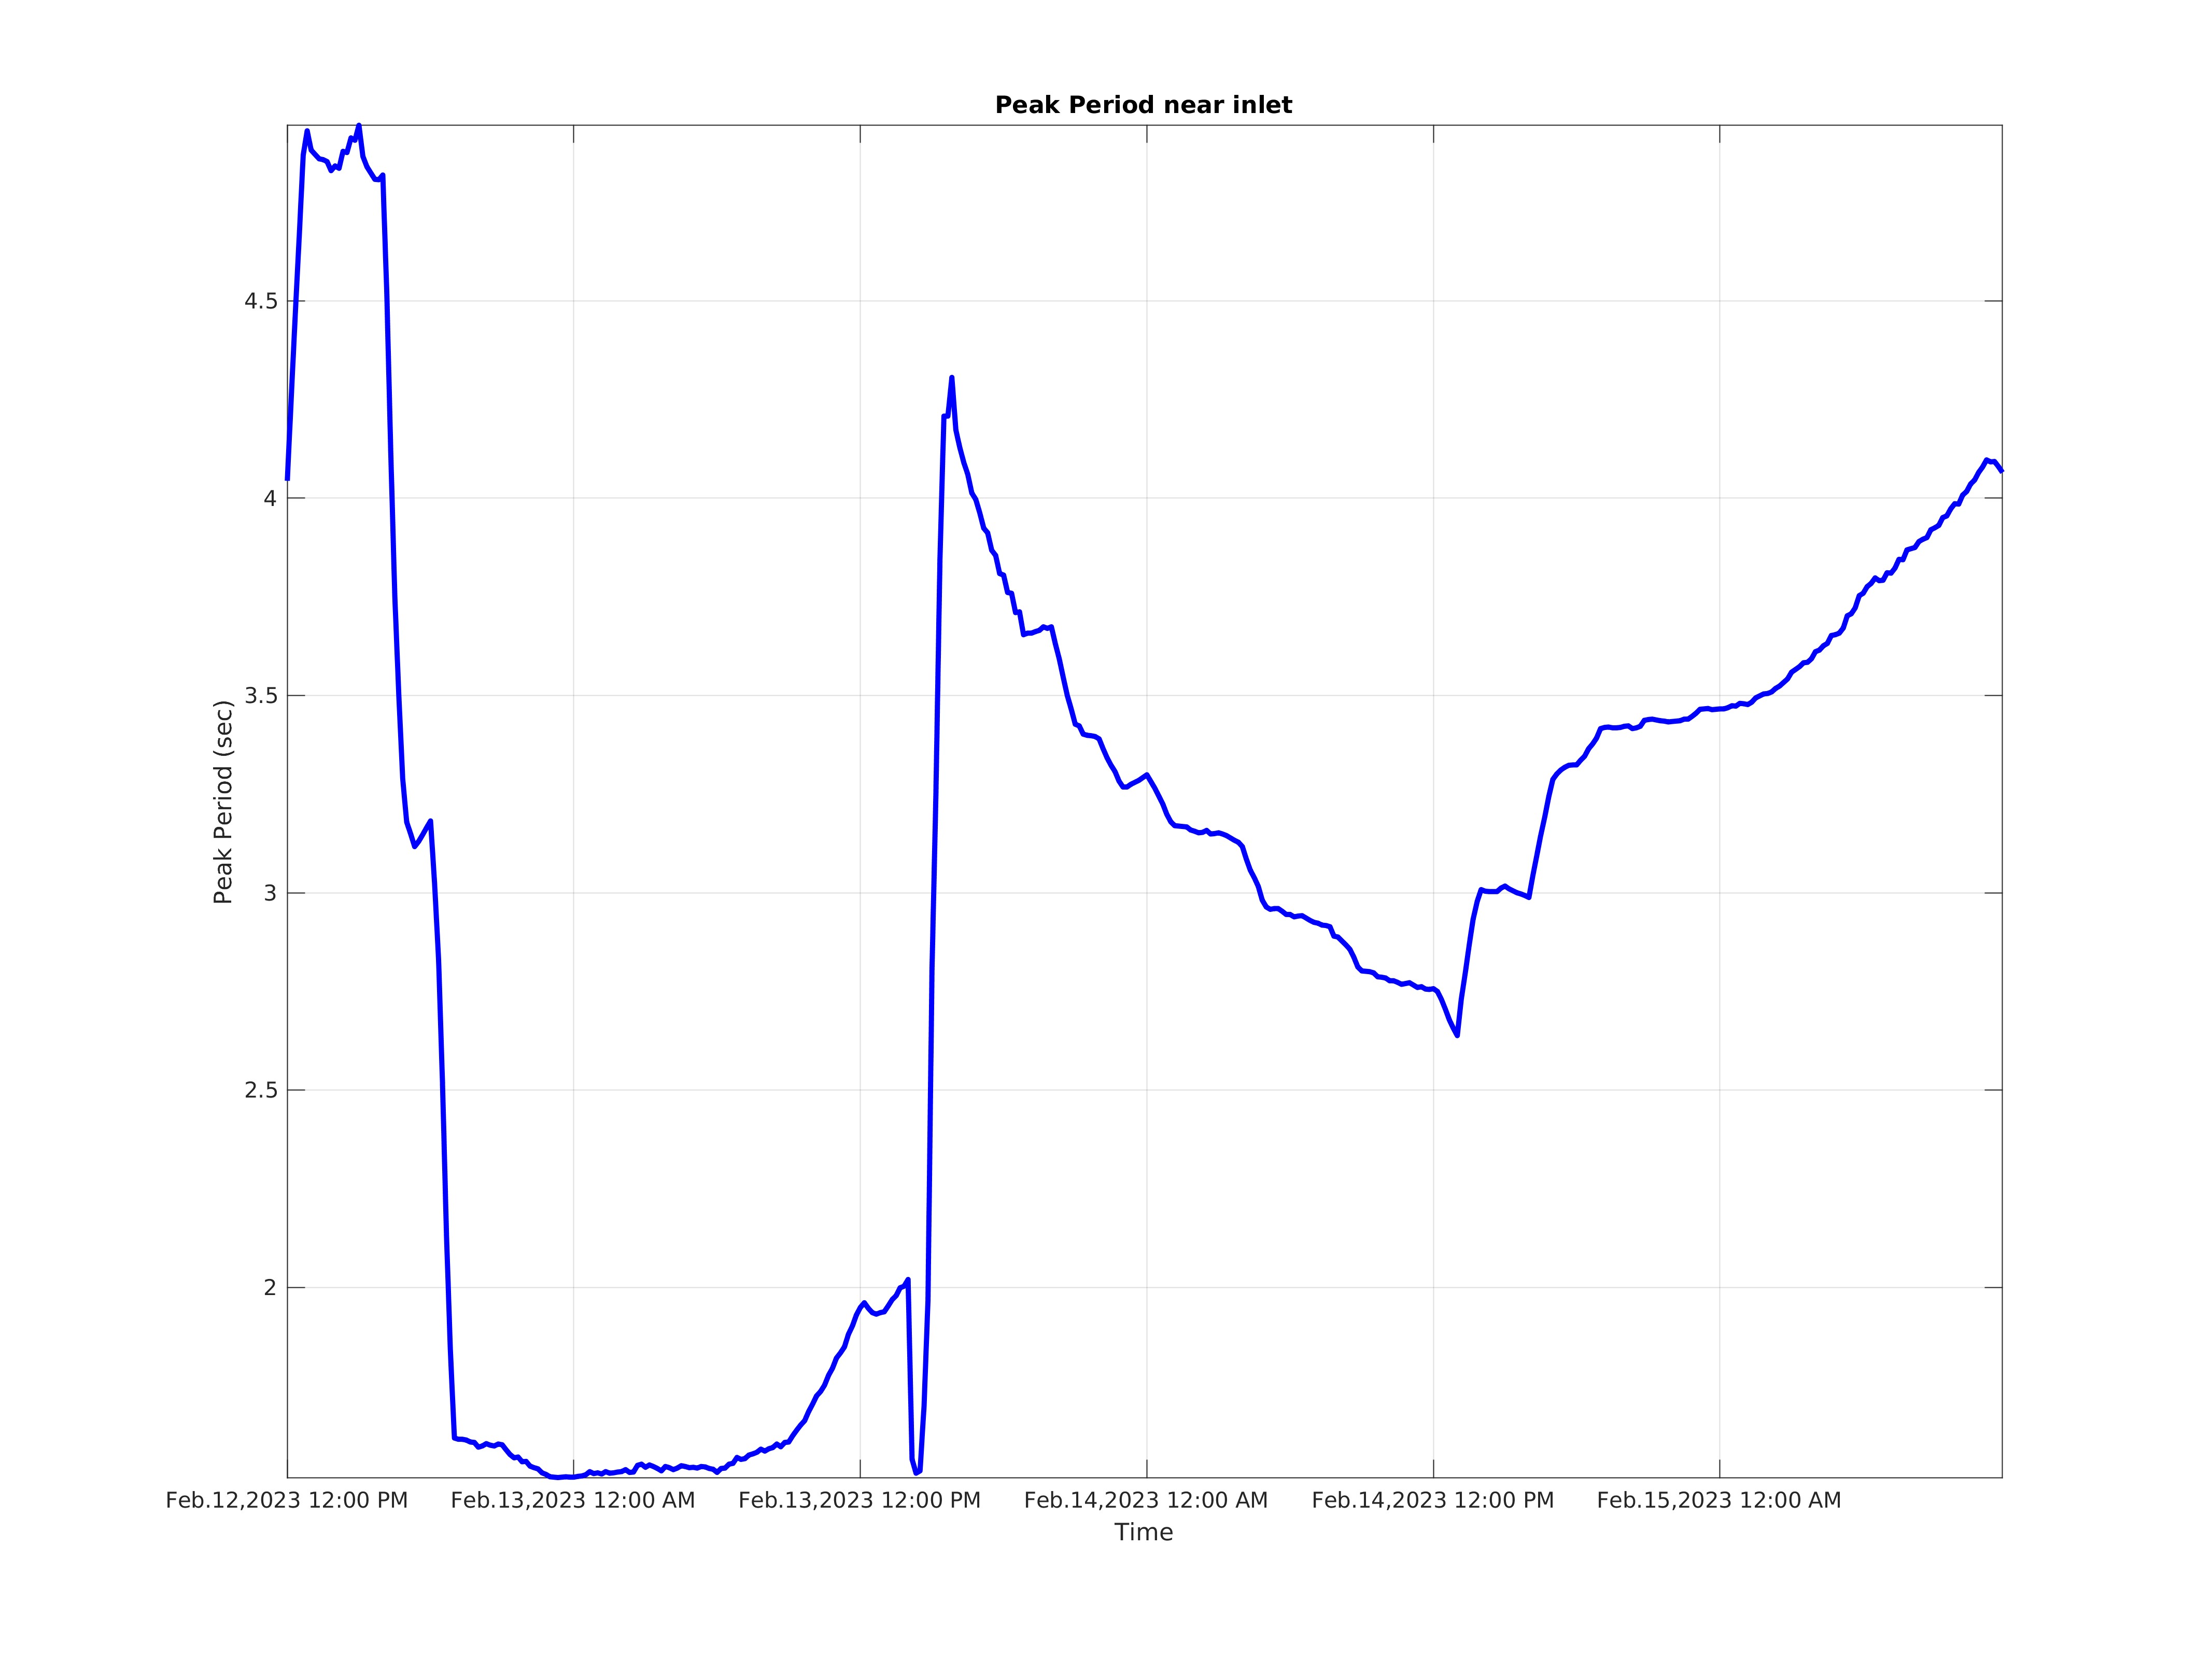 Peak Period near inlet
4.5
4
3.5
3
2.5
2
Peak Period (sec)
Feb.12,2023 12:00 PM
Feb.13,2023 12:00 AM
Feb.13,2023 12:00 PM
Feb.14,2023 12:00 AM
Feb.14,2023 12:00 PM
Feb.15,2023 12:00 AM
Time